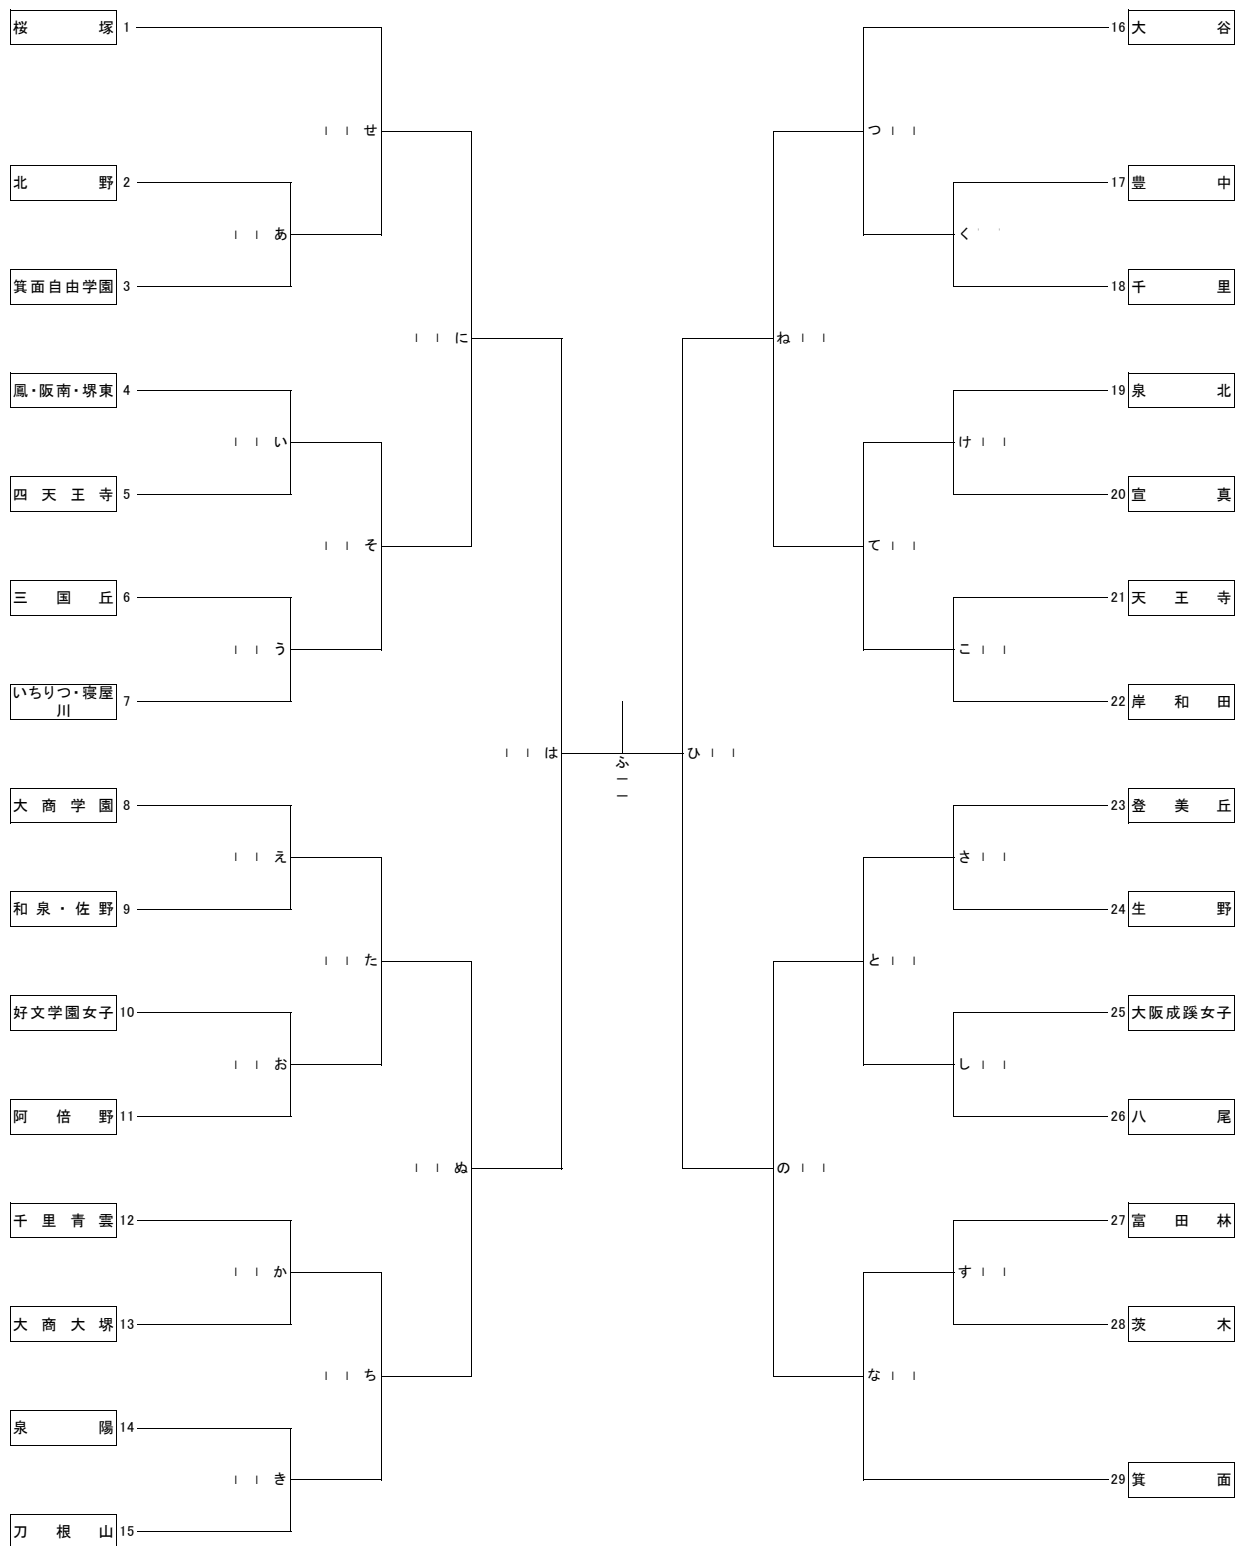 桜塚 1
せ
北野 2
あ
箕面自由学園 3
に
鳳・阪南・堺東 4
い
四天王寺 5
そ
三国丘 6
う
いちりつ・寝屋
川
7
は
大商学園 8
え
和泉・佐野 9
た
好文学園女子 10
お
阿倍野 11
ぬ
千里青雲 12
か
大商大堺 13
ち
泉陽 14
き
刀根山 15
ふ
16 大谷
つ
17 豊中
く
18 千里
ね
19 泉北
け
20 宣真
て
21 天王寺
こ
22 岸和田
ひ
23 登美丘
さ
24 生野
と
25 大阪成蹊女子
し
26 八尾
の
27 富田林
す
28 茨木
な
29 箕面